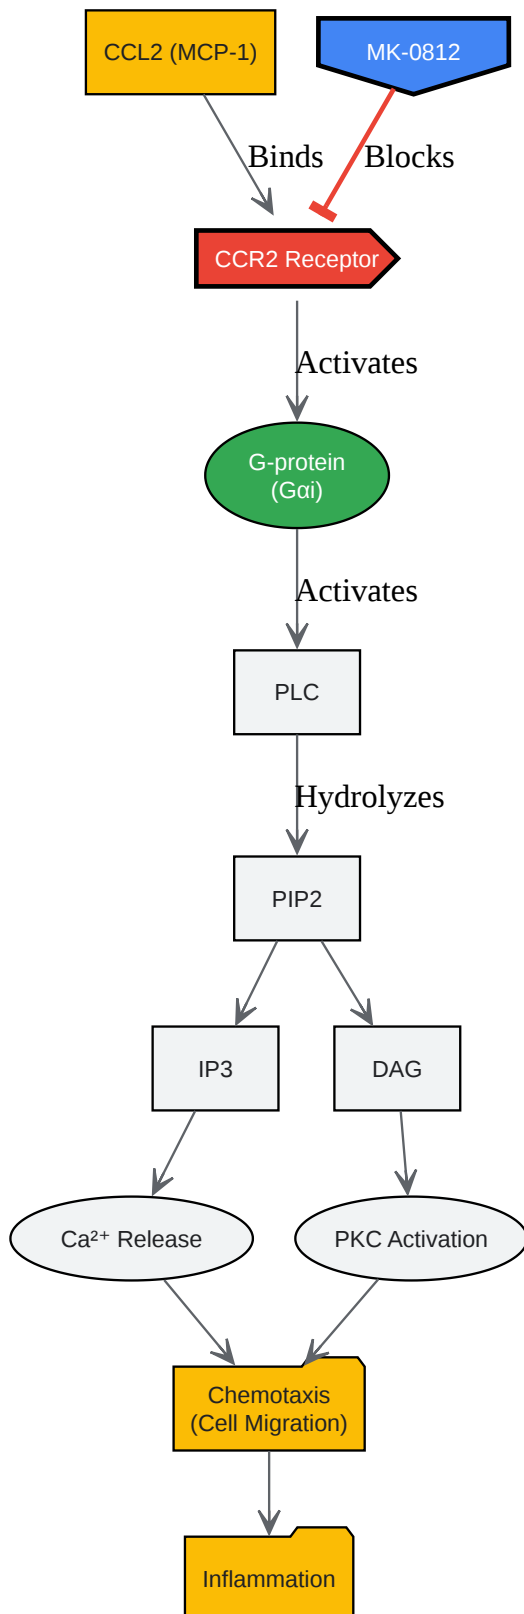 CCL2 (MCP-1)
MK-0812
Binds
Blocks
CCR2 Receptor
Activates
G-protein
(Gαi)
Activates
PLC
Hydrolyzes
PIP2
IP3
DAG
Ca²⁺ Release
PKC Activation
Chemotaxis
(Cell Migration)
Inflammation